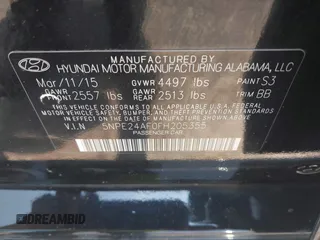 HYUNDAI
MANUFACTURED BY
HYUNDAI MOTOR MANUFACTURING ALABAMA, LLC
Mar/11/15 GVWR 4497 lbs PAINT S3
GAWR FRONT 2557 lbs GAWR REAR 2513 lbs TRIM BB
THIS VEHICLE CONFORMS TO ALL APPLICABLE FEDERAL MOTOR VEHICLE
SAFETY, BUMPER, AND THEFT PREVENTION STANDARDS IN EFFECT ON THE
DATE OF MANUFACTURE SHOWN ABOVE.
V.I.N 5NPE24AF0FH205355
PASSENGER CAR
DREAMBID